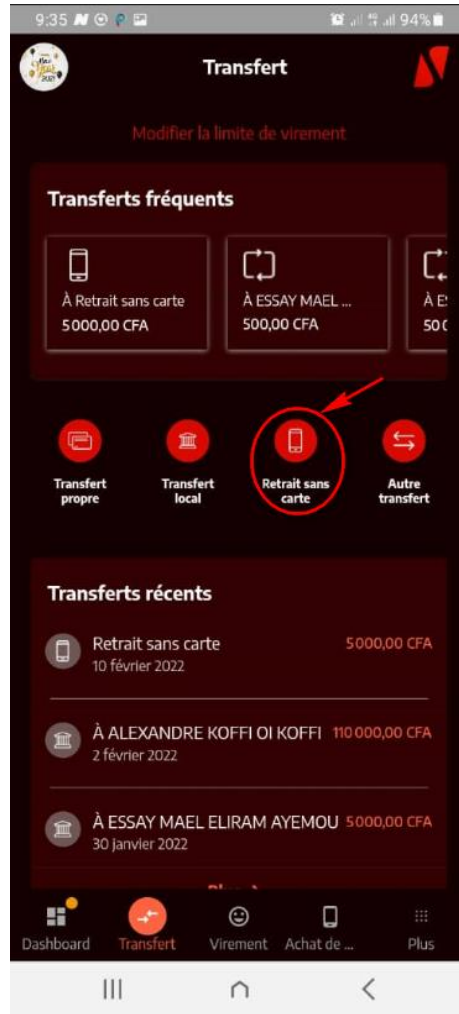 9:35
94%
Transfert
Modifier la limite de virement
Transferts fréquents
À Retrait sans carte
5000,00 CFA
À ESSAY MAEL ...
500,00 CFA
À ES
500
Transfert
propre
Transfert
local
Retrait sans
carte
Autre
transfert
Transferts récents
Retrait sans carte
5000,00 CFA
10 février 2022
À ALEXANDRE KOFFI OI KOFFI
110 000,00 CFA
2 février 2022
À ESSAY MAEL ELIRAM AYEMOU
5000,00 CFA
30 janvier 2022
Dashboard
Transfert
Virement
Achat de ...
Plus